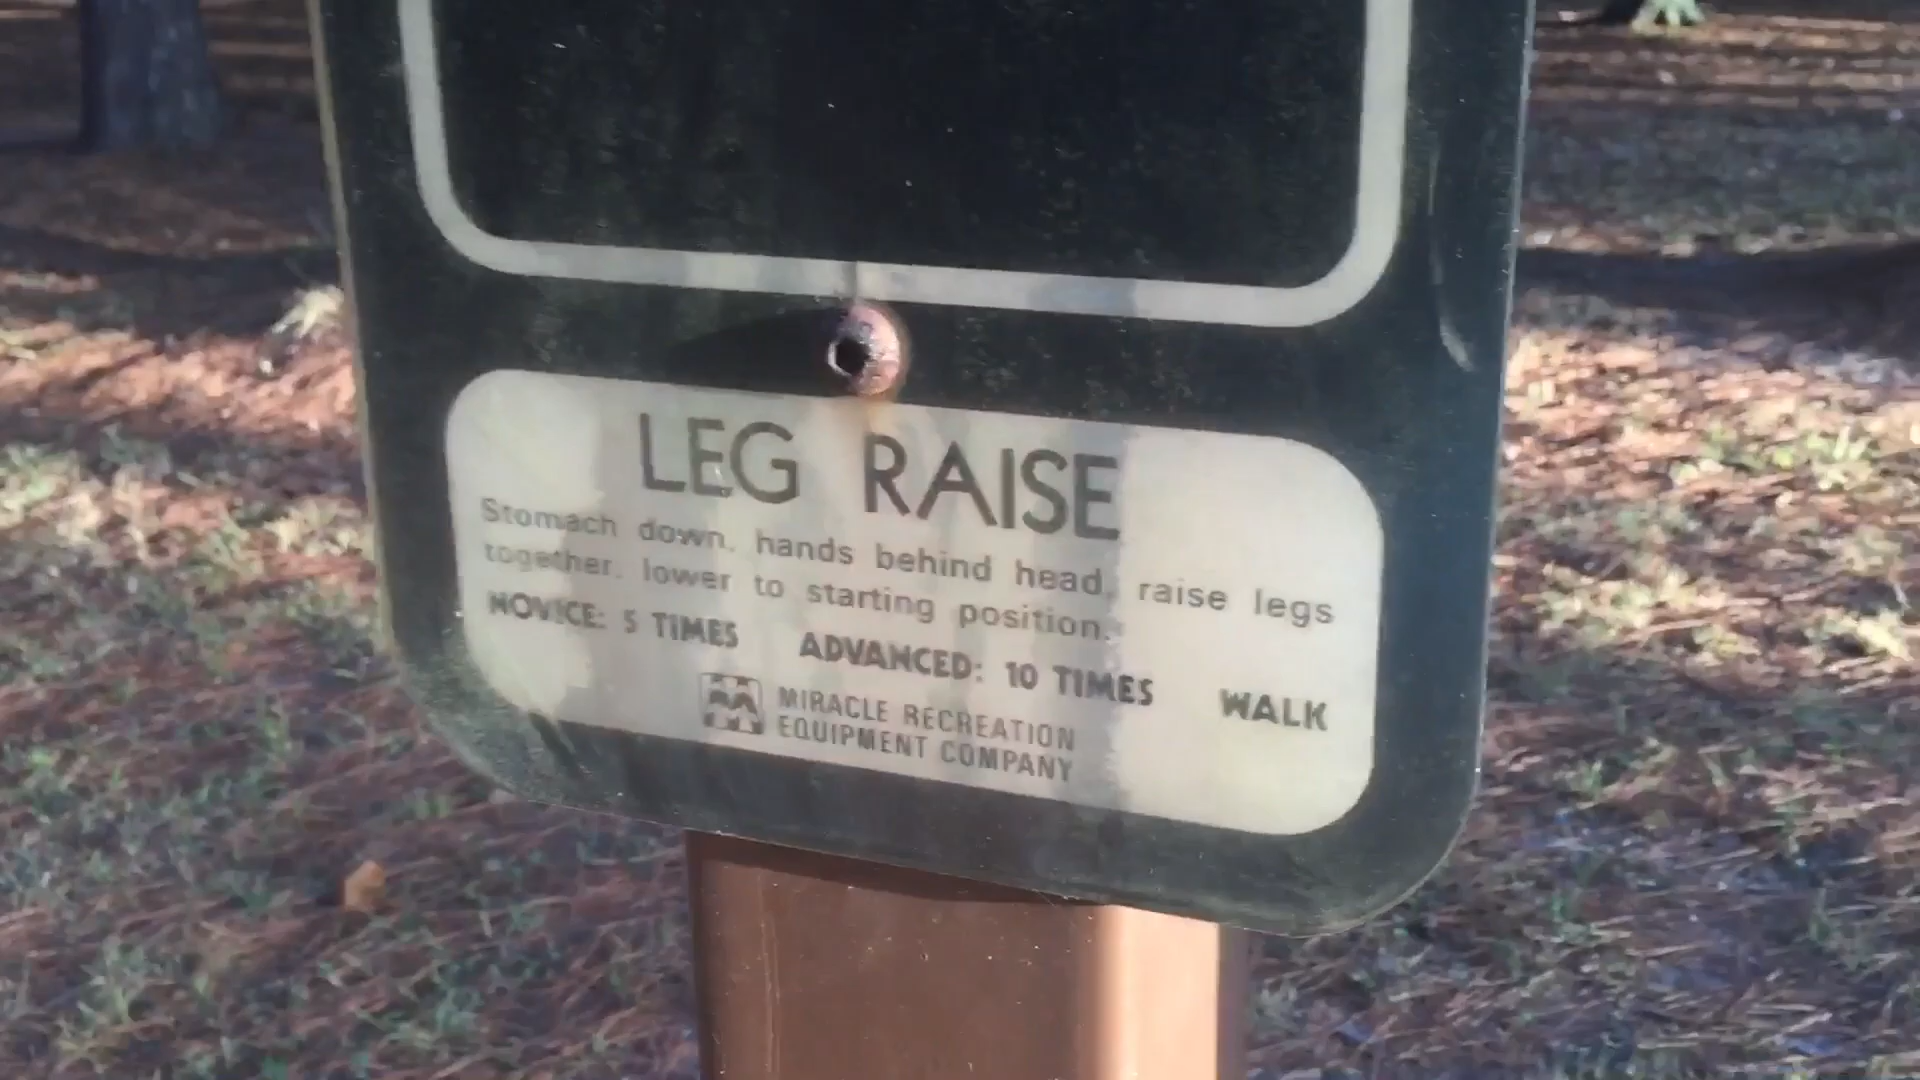 LEG RAISE
Stomach down, hands behind head, raise legs
together, lower to starting position.
NOVICE: 5 TIMES ADVANCED: 10 TIMES WALK
MIRACLE RECREATION
EQUIPMENT COMPANY